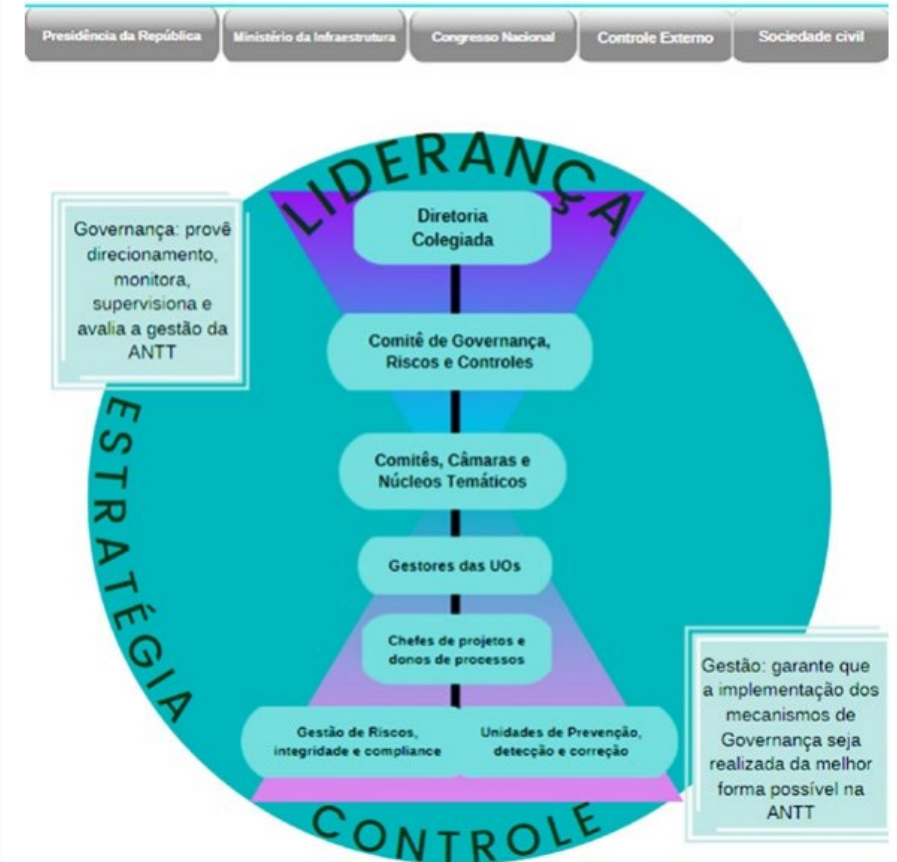 Presidência da República
Ministério da Infraestrutura
Congresso Nacional
Controle Externo
Sociedade civil
LIDERANÇA
Diretoria
Colegiada
Governança: provê
direcionamento,
monitora,
supervisiona e
avalia a gestão da
ANTT
Comitê de Governança,
Riscos e Controles
ESTRATÉGIA
Comitês, Câmaras e
Núcleos Temáticos
Gestores das UOs
Chefes de projetos e
donos de processos
Gestão de Riscos,
integridade e compliance
Unidades de Prevenção,
detecção e correção
Gestão: garante que
a implementação dos
mecanismos de
Governança seja
realizada da melhor
forma possível na
ANTT
CONTROLE